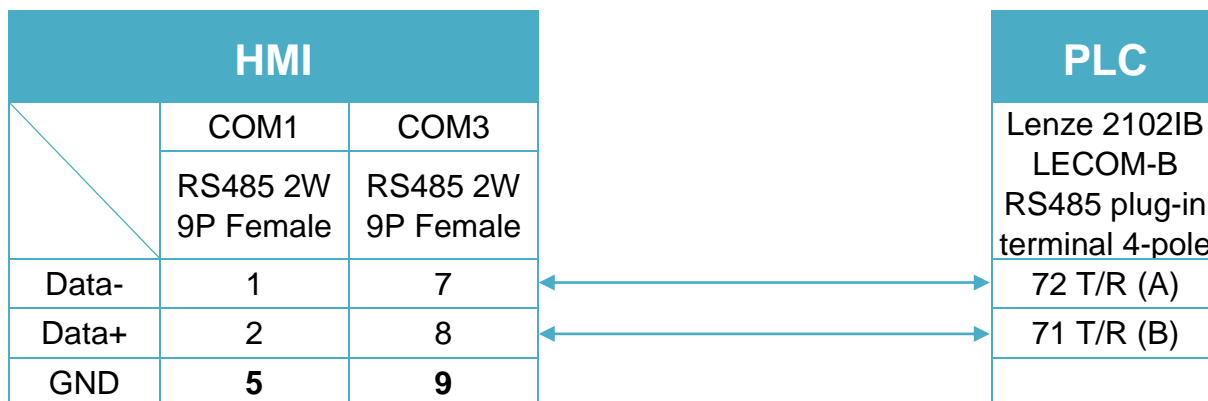 HMI
PLC
COM1 COM3 Lenze 2102IB
LECOM-B
RS485 2W RS485 2W RS485 plug-in
9P Female 9P Female terminal 4-pole
Data- 1 7 72 T/R (A)
Data+ 2 8 71 T/R (B)
GND 5 9